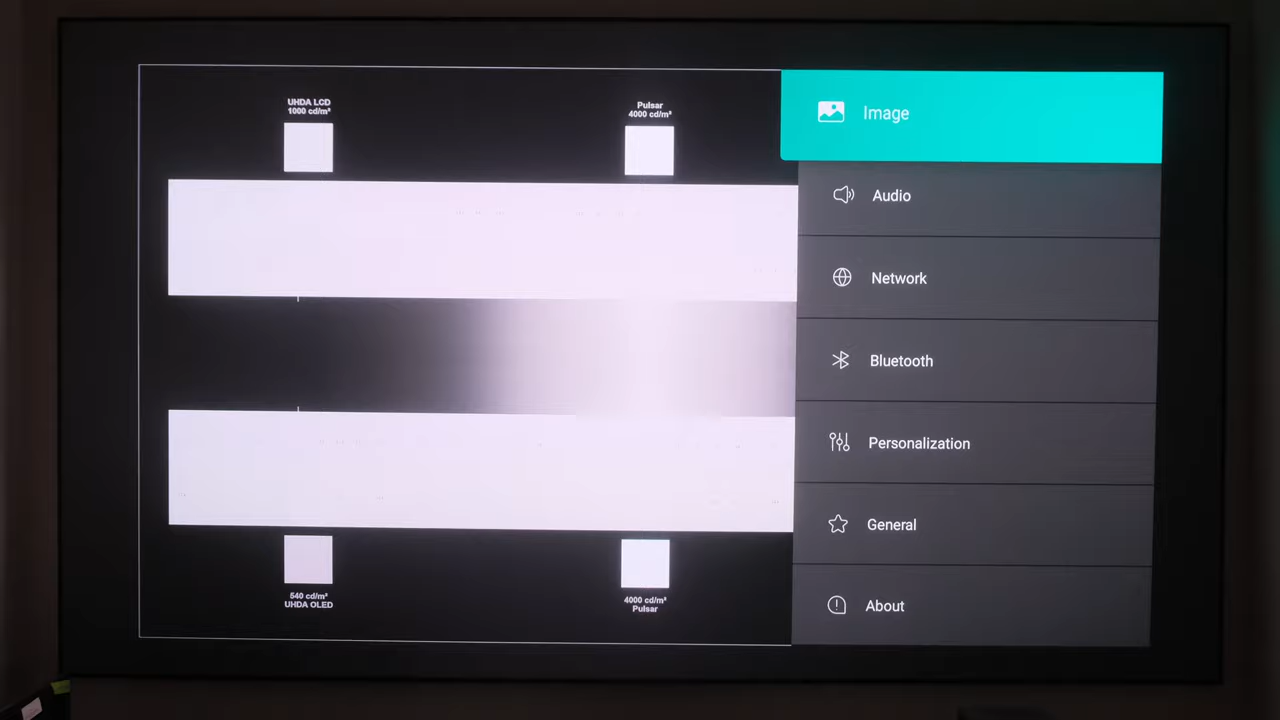 UHDA LCD
1000 cd/m²
Pulsar
4000 cd/m²
Image
Audio
Network
Bluetooth
Personalization
General
About
540 cd/m²
UHDA OLED
4000 cd/m²
Pulsar